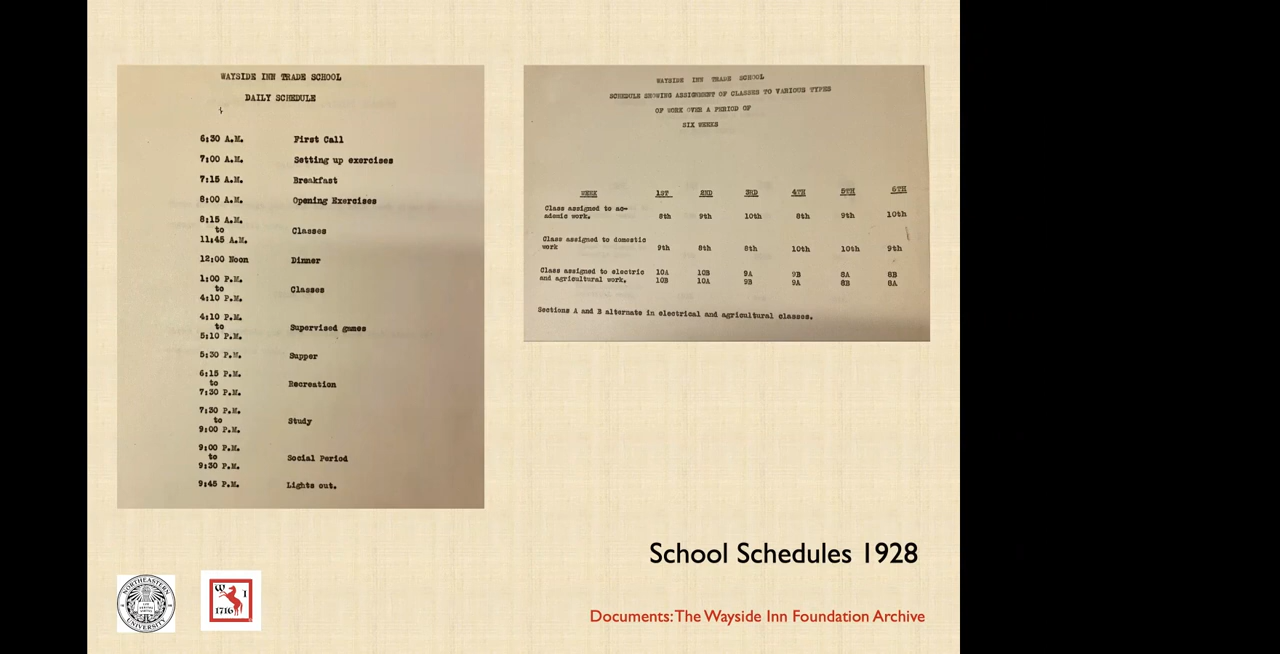 WAYSIDE INN TRADE SCHOOL
DAILY SCHEDULE
6:30 A.M. First Call
7:00 A.M. Setting up exercises
7:15 A.M. Breakfast
8:00 A.M. Opening Exercises
8:15 A.M.
to Classes
11:45 A.M.
12:00 Noon Dinner
1:00 P.M.
to Classes
4:10 P.M.
4:10 P.M.
to Supervised games
5:10 P.M.
5:30 P.M. Supper
6:15 P.M.
to Recreation
7:30 P.M.
7:30 P.M.
to Study
9:00 P.M.
9:00 P.M.
to Social Period
9:30 P.M.
9:45 P.M. Lights out.
WAYSIDE INN TRADE SCHOOL
SCHEDULE SHOWING ASSIGNMENT OF CLASSES TO VARIOUS TYPES
OF WORK OVER A PERIOD OF
SIX WEEKS
WEEK 1ST 2ND 3RD 4TH 5TH 6TH
Class assigned to ac-
ademic work. 8th 9th 10th 8th 9th 10th
Class assigned to domestic
work 9th 8th 8th 10th 10th 9th
Class assigned to electric 10A 10B 9A 9B 8A 8B
and agricultural work. 10B 10A 9B 9A 8B 8A
Sections A and B alternate in electrical and agricultural classes.
School Schedules 1928
Documents: The Wayside Inn Foundation Archive
NORTHEASTERN
UNIVERSITY
W I
1716